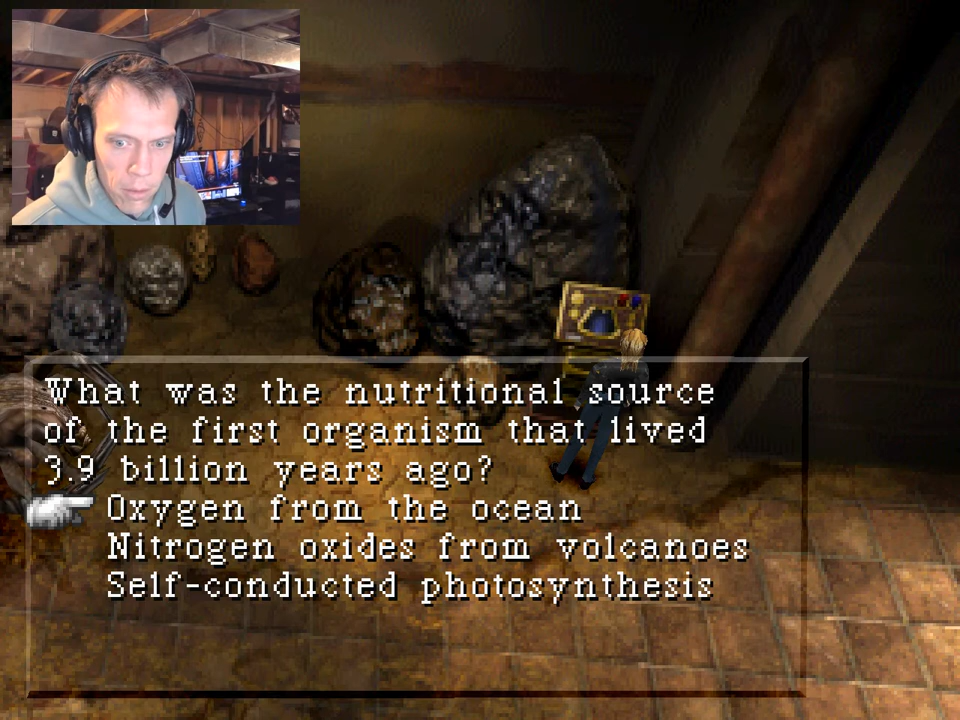 What was the nutritional source
of the first organism that lived
3.9 billion years ago?
Oxygen from the ocean
Nitrogen oxides from volcanoes
Self-conducted photosynthesis